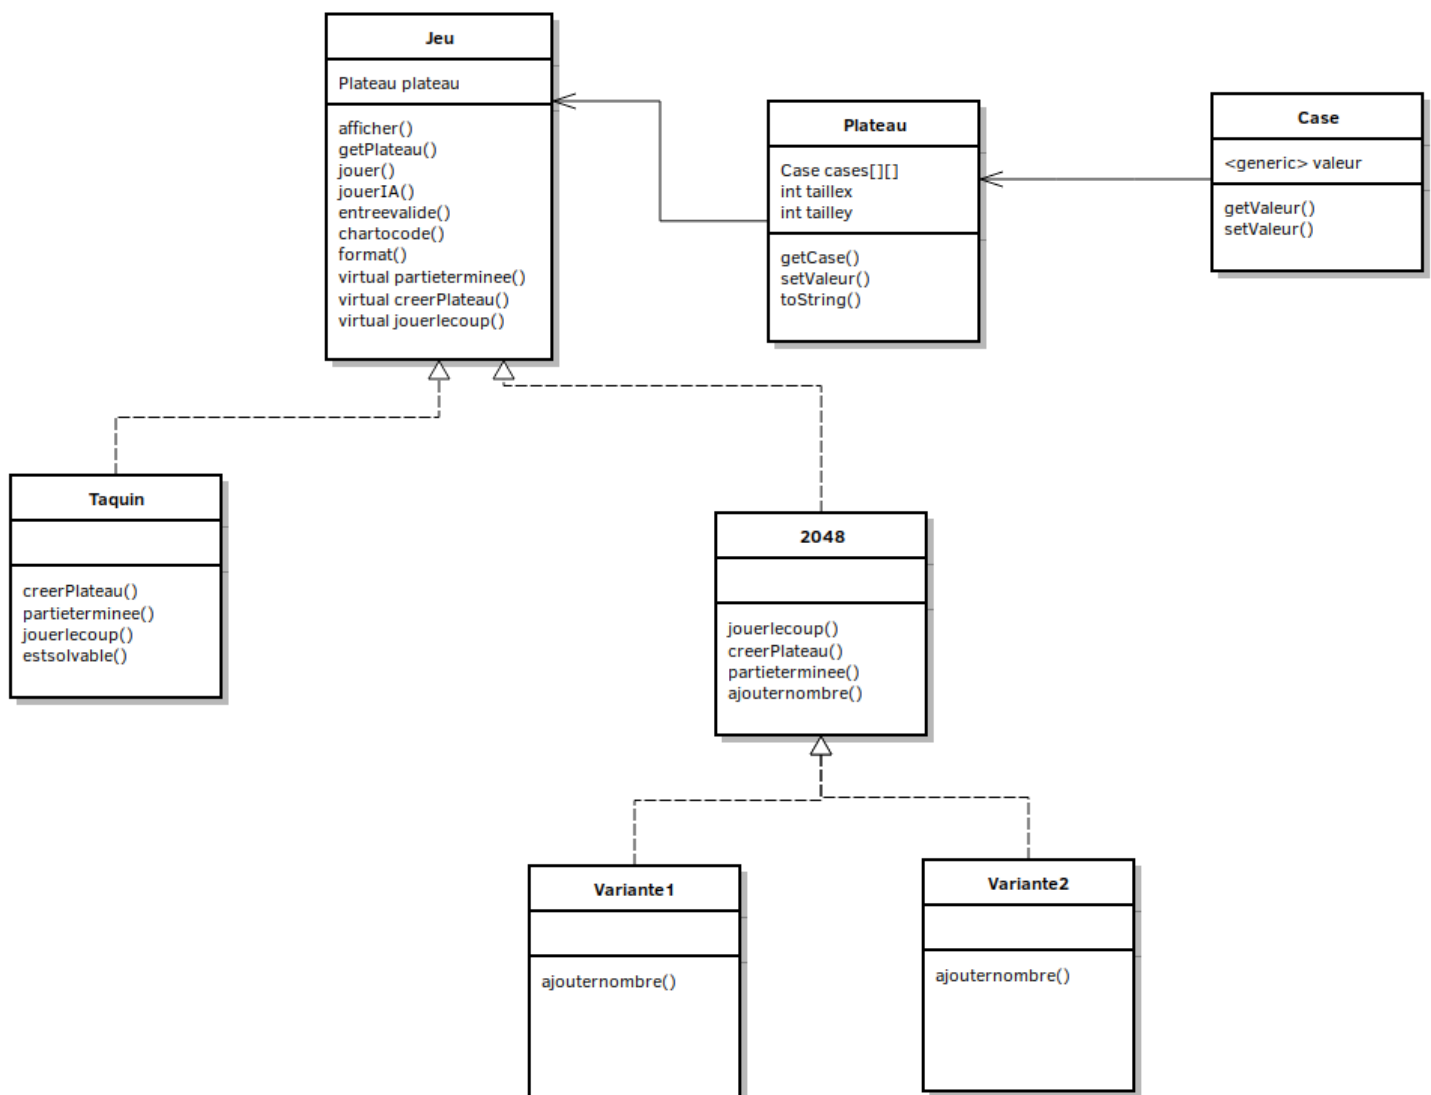 Jeu
Plateau plateau
afficher()
getPlateau()
jouer()
jouerIA()
entreevalide()
chartocode()
format()
virtual partieterminee()
virtual creerPlateau()
virtual jouerlecoup()
Plateau
Case cases[][]
int taillex
int tailley
getCase()
setValeur()
toString()
Case
<generic> valeur
getValeur()
setValeur()
Taquin
creerPlateau()
partieterminee()
jouerlecoup()
estsolvable()
2048
jouerlecoup()
creerPlateau()
partieterminee()
ajouternombre()
Variante1
ajouternombre()
Variante2
ajouternombre()